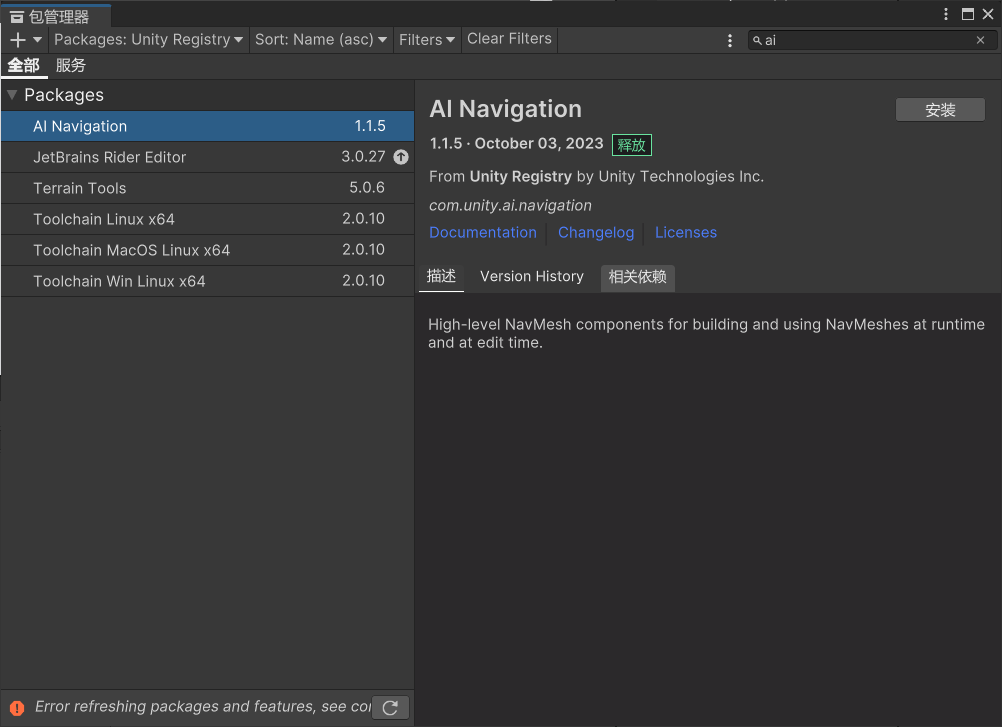 包管理器
Packages: Unity Registry Sort: Name (asc) Filters Clear Filters ai
全部 服务
Packages
AI Navigation 1.1.5
JetBrains Rider Editor 3.0.27
Terrain Tools 5.0.6
Toolchain Linux x64 2.0.10
Toolchain MacOS Linux x64 2.0.10
Toolchain Win Linux x64 2.0.10
Error refreshing packages and features, see co
AI Navigation 安装
1.1.5 · October 03, 2023 释放
From Unity Registry by Unity Technologies Inc.
com.unity.ai.navigation
Documentation Changelog Licenses
描述 Version History 相关依赖
High-level NavMesh components for building and using NavMeshes at runtime
and at edit time.